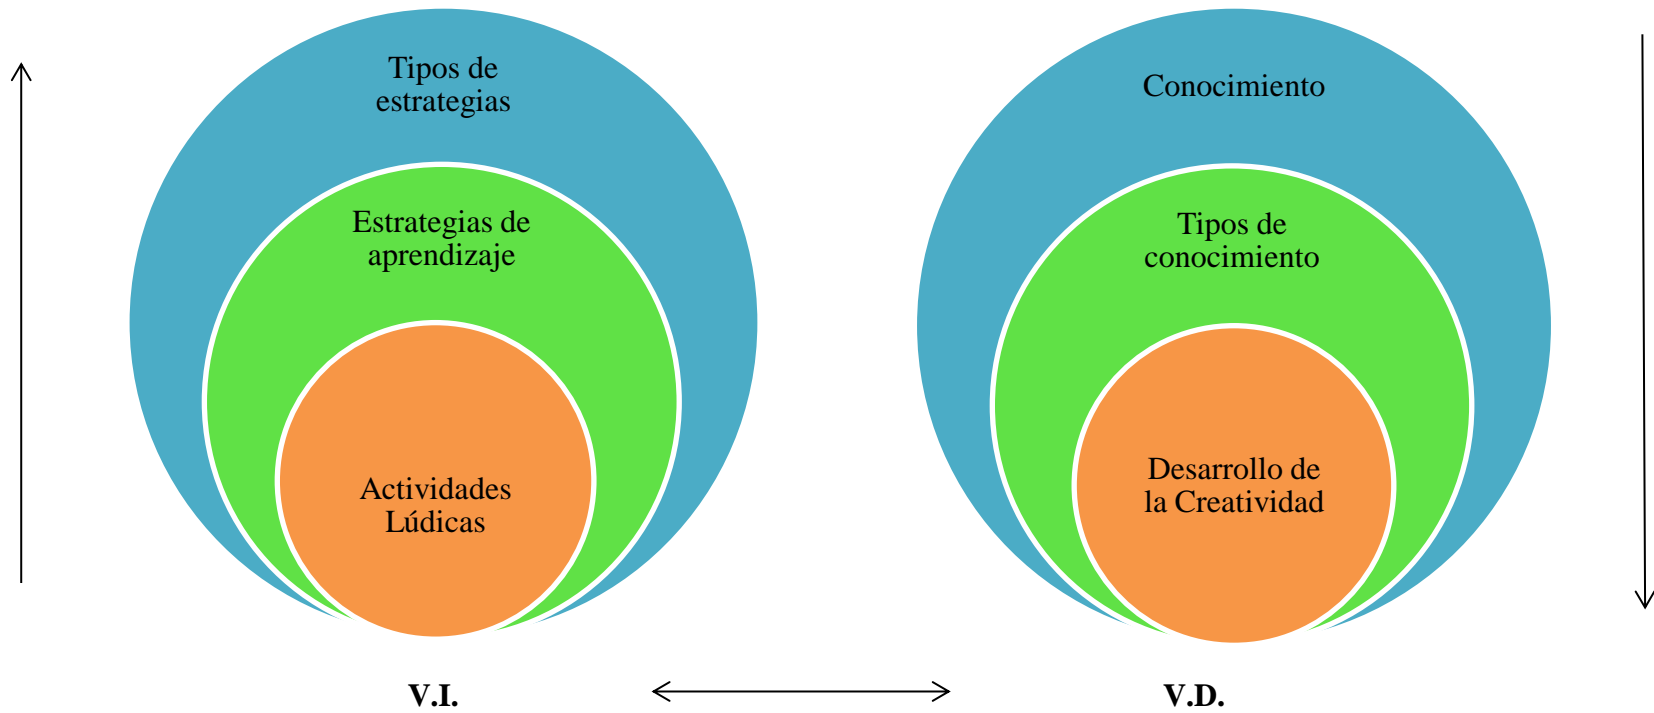 Tipos de
estrategias
Estrategias de
aprendizaje
Actividades
Lúdicas
V.I.
Conocimiento
Tipos de
conocimiento
Desarrollo de
la Creatividad
V.D.